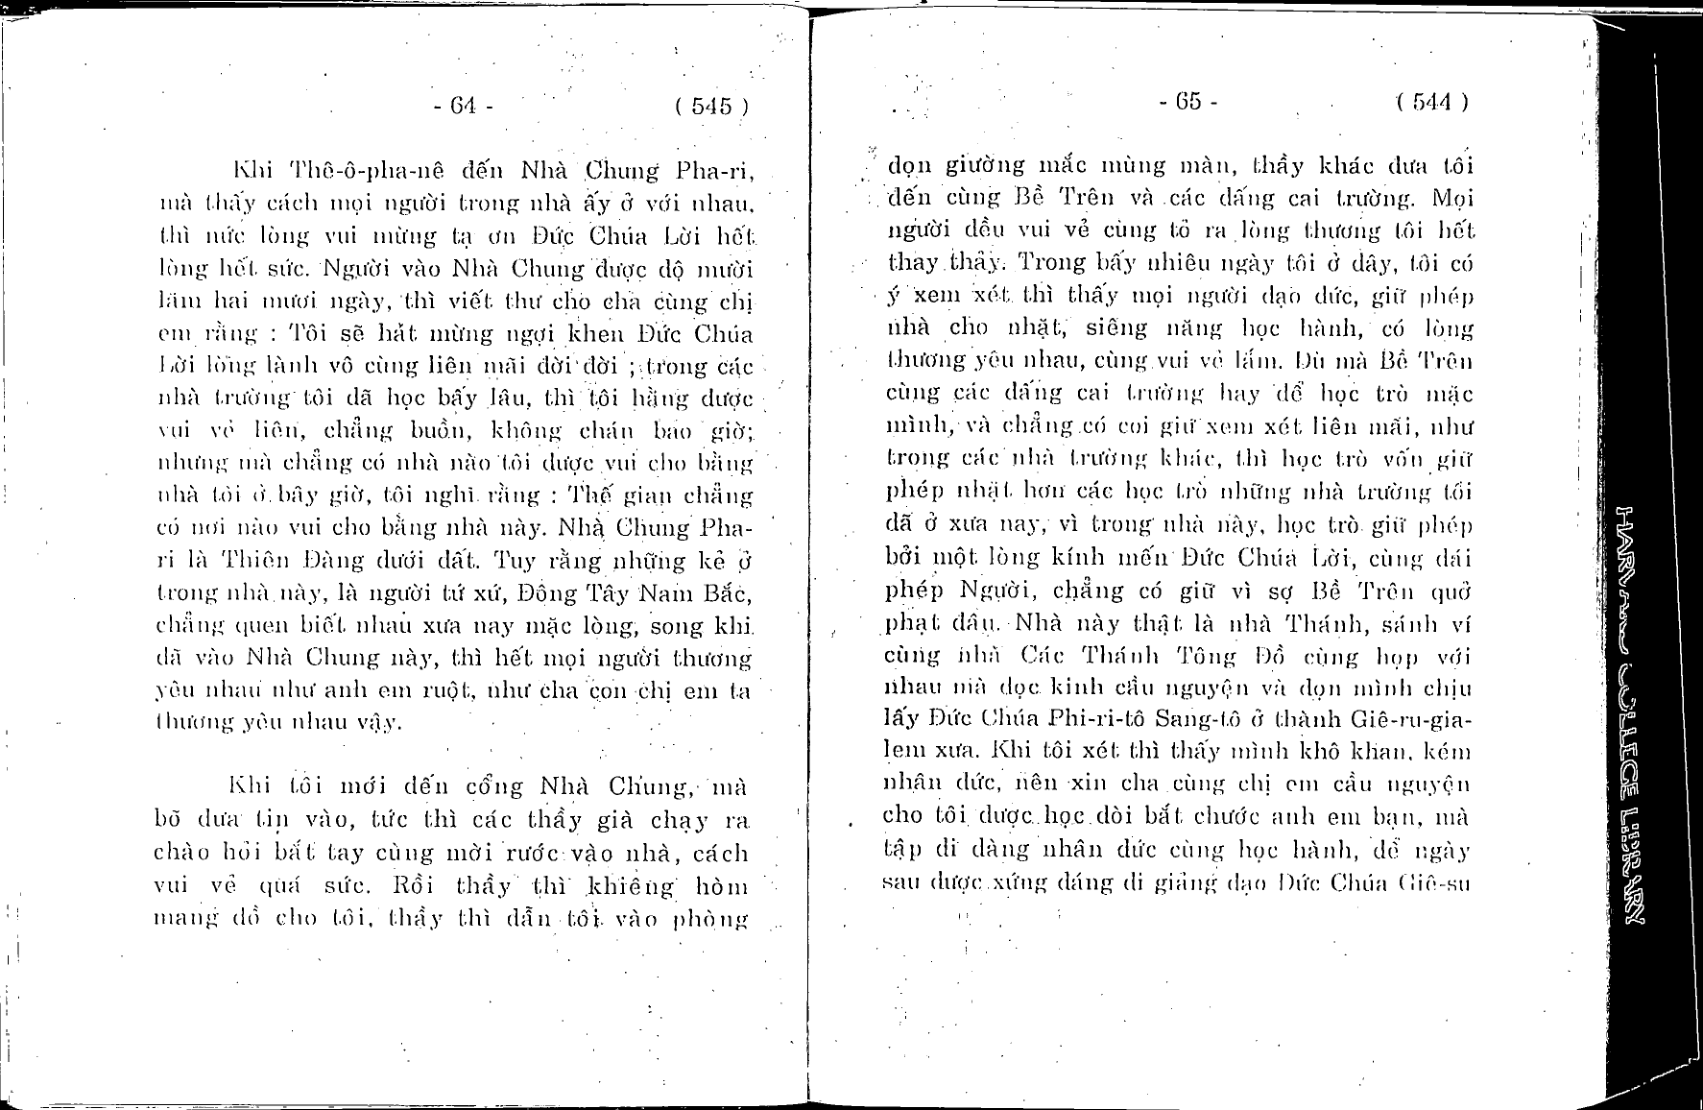 - 64 - ( 545 )
Khi Thê-ô-pha-nê đến Nhà Chung Pha-ri,
mà thấy cách mọi người trong nhà ấy ở với nhau,
thì nức lòng vui mừng tạ ơn Đức Chúa Lời hết
lòng hết sức. Người vào Nhà Chung được dộ mười
lăm hai mươi ngày, thì viết thư cho cha cùng chị
em rằng : Tôi sẽ hát mừng ngợi khen Đức Chúa
Lời lòng lành vô cùng liên mãi đời đời ; trong các
nhà trường tôi dã học bấy lâu, thì tôi hằng dược
vui vẻ liên, chẳng buồn, không chán bao giờ;
nhưng mà chẳng có nhà nào tôi dược vui cho bằng
nhà tôi ở bây giờ, tôi nghĩ rằng : Thế gian chẳng
có nơi nào vui cho bằng nhà này. Nhà Chung Pha-
ri là Thiên Đàng dưới dất. Tuy rằng những kẻ ở
trong nhà này, là người tứ xứ, Đông Tây Nam Bắc,
chẳng quen biết nhau xưa nay mặc lòng, song khi
dã vào Nhà Chung này, thì hết mọi người thương
yêu nhau như anh em ruột, như cha con chị em ta
thương yêu nhau vậy.
Khi tôi mới dến cổng Nhà Chung, mà
bõ dưa tin vào, tức thì các thầy già chạy ra
chào hỏi bắt tay cùng mời rước vào nhà, cách
vui vẻ quá sức. Rồi thầy thì khiêng hòm
mang dồ cho tôi, thầy thì dẫn tôi vào phòng
- 65 - ( 544 )
dọn giường mắc mùng màn, thầy khác dưa tôi
dến cùng Bề Trên và các dấng cai trường. Mọi
người dều vui vẻ cùng tỏ ra lòng thương tôi hết
thay thảy. Trong bấy nhiêu ngày tôi ở dây, tôi có
ý xem xét thì thấy mọi người dạo dức, giữ phép
nhà cho nhặt, siêng năng học hành, có lòng
thương yêu nhau, cùng vui vẻ lắm. Dù mà Bề Trên
cùng các dấng cai trường hay dể học trò mặc
mình, và chẳng có coi giữ xem xét liên mãi, như
trong các nhà trường khác, thì học trò vốn giữ
phép nhặt hơn các học trò những nhà trường tôi
dã ở xưa nay, vì trong nhà này, học trò giữ phép
bởi một lòng kính mến Đức Chúa Lời, cùng dái
phép Người, chẳng có giữ vì sợ Bề Trên quở
phạt dâu. Nhà này thật là nhà Thánh, sánh ví
cùng nhà Các Thánh Tông Đồ cùng họp với
nhau mà dọc kinh cầu nguyện và dọn mình chịu
lấy Đức Chúa Phi-ri-tô Sang-tô ở thành Giê-ru-gia-
lem xưa. Khi tôi xét thì thấy mình khô khan, kém
nhân dức, nên xin cha cùng chị em cầu nguyện
cho tôi dược học dòi bắt chước anh em bạn, mà
tập di dàng nhân dức cùng học hành, dể ngày
sau dược xứng dáng di giảng dạo Đức Chúa Giê-su
HARVARD COLLEGE LIBRARY